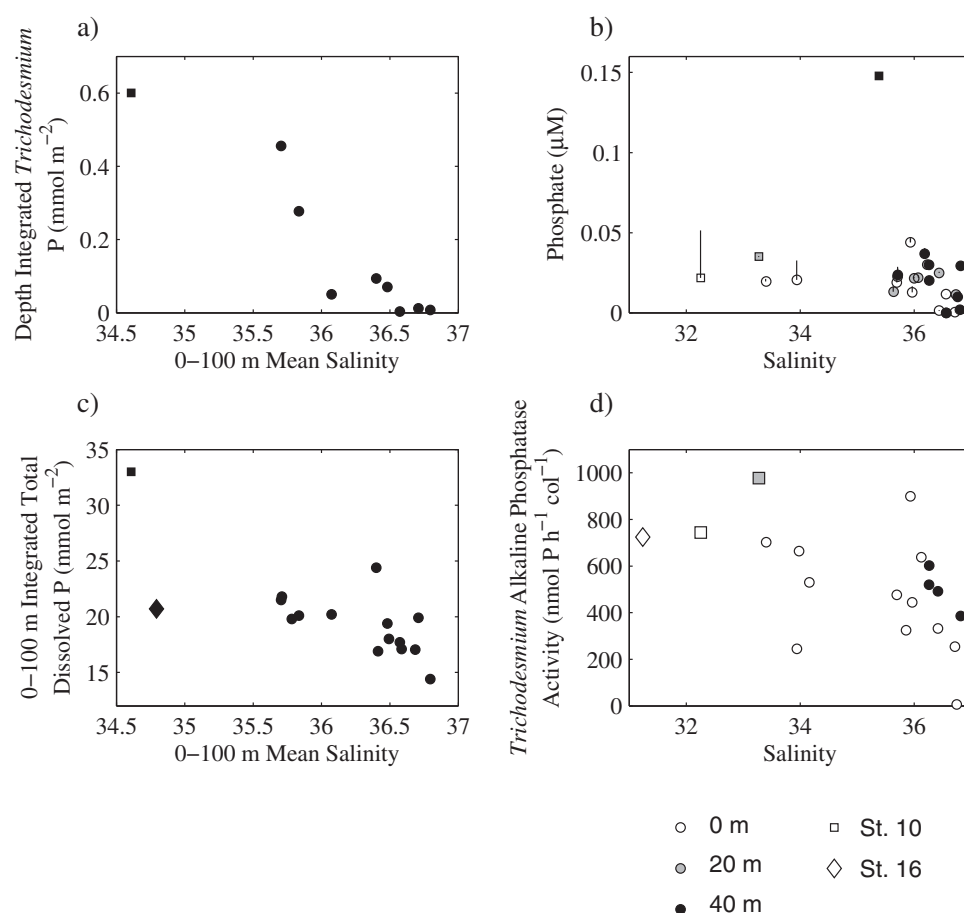 a)
Depth Integrated Trichodesmium
P (mmol m−2)
0.6
0.4
0.2
0
34.5 35 35.5 36 36.5 37
0−100 m Mean Salinity
b)
Phosphate (μM)
0.15
0.1
0.05
0
32 34 36
Salinity
c)
0−100 m Integrated Total
Dissolved P (mmol m−2)
35
30
25
20
15
34.5 35 35.5 36 36.5 37
0−100 m Mean Salinity
d)
Trichodesmium Alkaline Phosphatase
Activity (nmol P h−1 col−1)
1000
800
600
400
200
0
32 34 36
Salinity
0 m St. 10
20 m St. 16
40 m